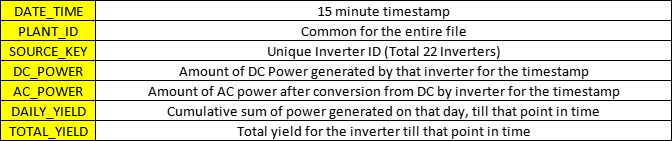 DATE_TIME 15 minute timestamp
PLANT_ID Common for the entire file
SOURCE_KEY Unique Inverter ID (Total 22 Inverters)
DC_POWER Amount of DC Power generated by that inverter for the timestamp
AC_POWER Amount of AC power after conversion from DC by inverter for the timestamp
DAILY_YIELD Cumulative sum of power generated on that day, till that point in time
TOTAL_YIELD Total yield for the inverter till that point in time